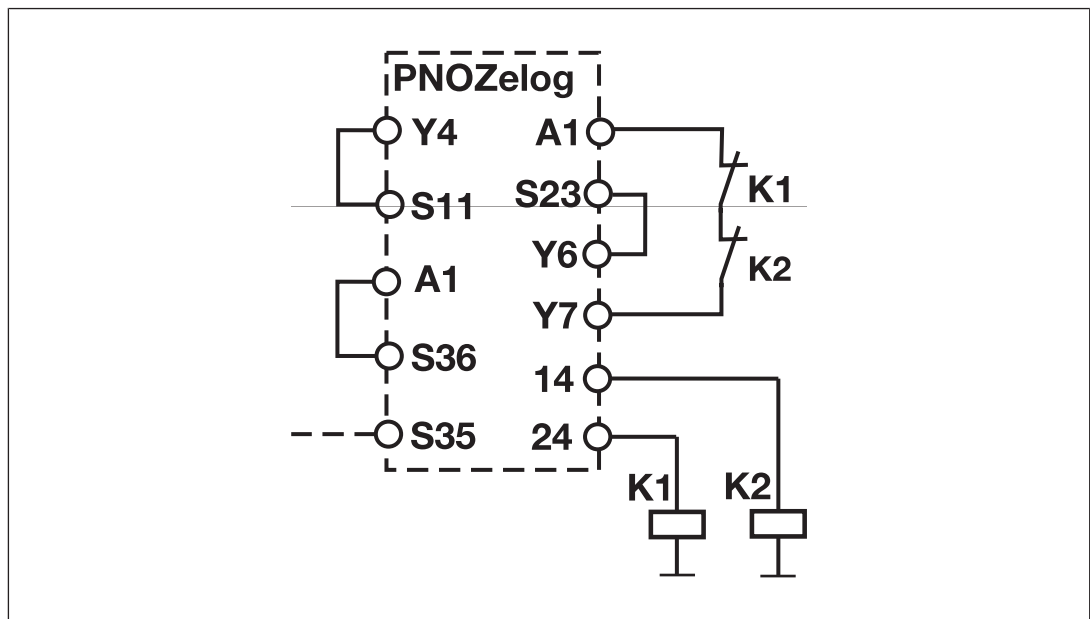 PNOZelog
Y4 A1
S11 S23 K1
Y6 K2
A1
Y7
S36
14
S35 24
K1 K2